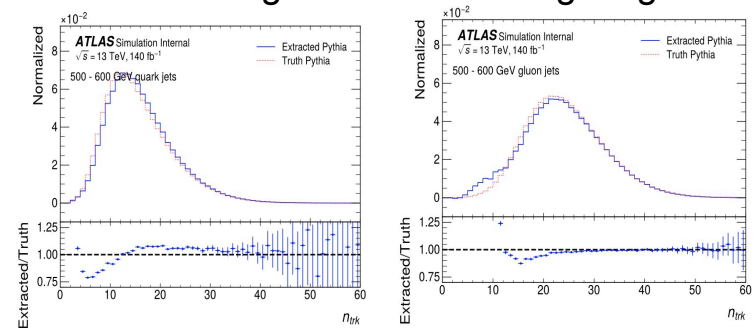 ×10⁻²
Normalized
ATLAS Simulation Internal
√s = 13 TeV, 140 fb⁻¹
500 - 600 GeV quark jets
Extracted Pythia
Truth Pythia
8
6
4
2
0
Extracted/Truth
1.25
1.00
0.75
0 10 20 30 40 50 60
nₜᵣₖ
×10⁻²
Normalized
ATLAS Simulation Internal
√s = 13 TeV, 140 fb⁻¹
500 - 600 GeV gluon jets
Extracted Pythia
Truth Pythia
8
6
4
2
0
Extracted/Truth
1.25
1.00
0.75
0 10 20 30 40 50 60
nₜᵣₖ